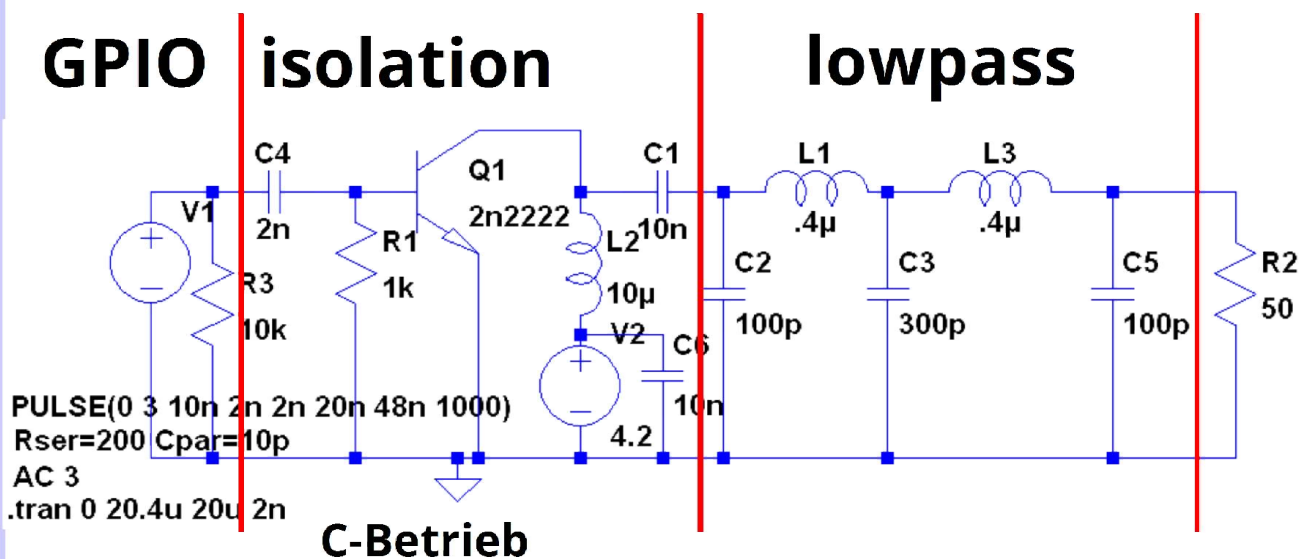 GPIO
isolation
lowpass
C4
2n
V1
R3
10k
R1
1k
Q1
2n2222
L2
10µ
C1
10n
V2
4.2
C6
10n
L1
.4µ
L3
.4µ
C2
100p
C3
300p
C5
100p
R2
50
PULSE(0 3 10n 2n 2n 20n 48n 1000)
Rser=200 Cpar=10p
AC 3
.tran 0 20.4u 20u 2n
C-Betrieb